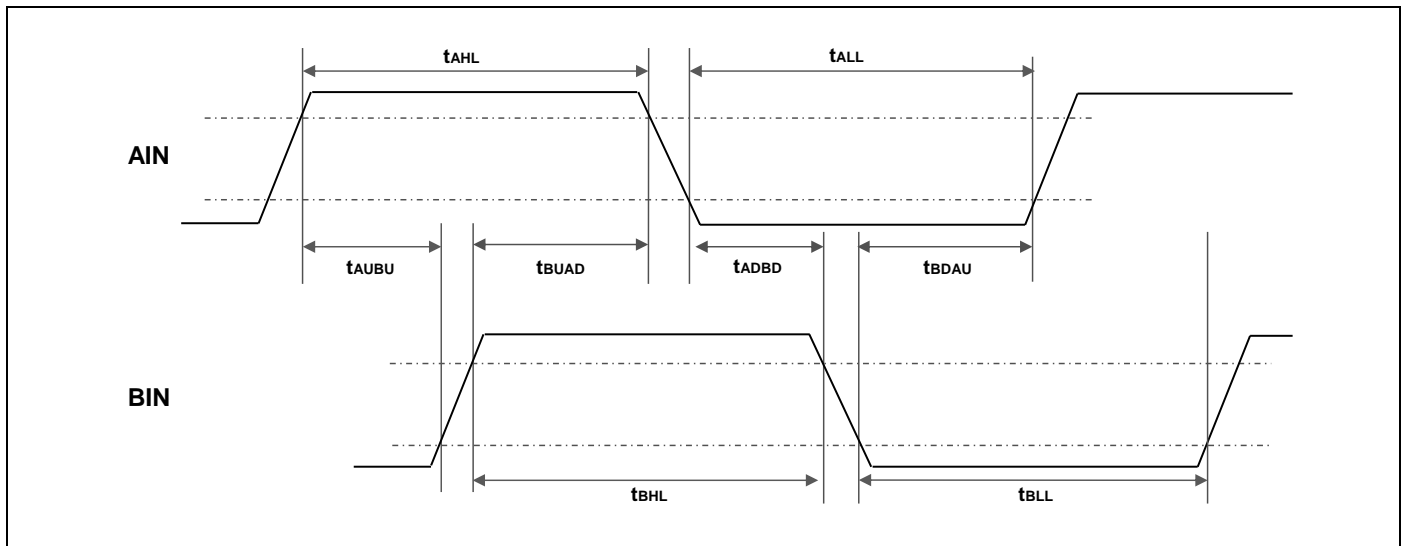 tAHL
tALL
AIN
tAUBU
tBUAD
tADBD
tBDAU
BIN
tBHL
tBLL